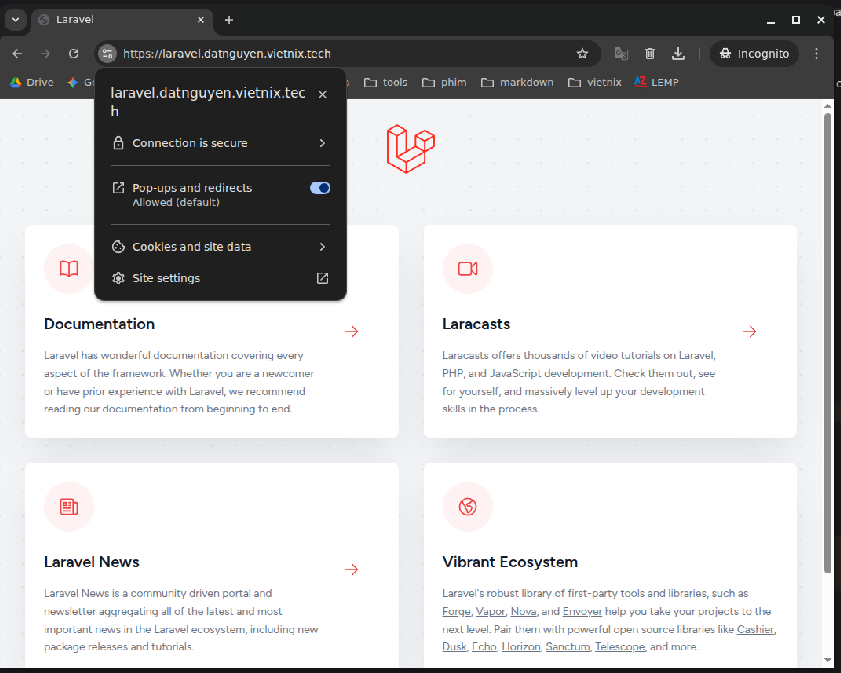 Laravel
https://laravel.datnguyen.vietnix.tech
Incognito
Drive
tools
phim
markdown
vietnix
LEMP
laravel.datnguyen.vietnix.tec
h
Connection is secure
Pop-ups and redirects
Allowed (default)
Cookies and site data
Site settings
Documentation
Laravel has wonderful documentation covering every
aspect of the framework. Whether you are a newcomer
or have prior experience with Laravel, we recommend
reading our documentation from beginning to end.
Laracasts
Laracasts offers thousands of video tutorials on Laravel,
PHP, and JavaScript development. Check them out, see
for yourself, and massively level up your development
skills in the process.
Laravel News
Laravel News is a community driven portal and
newsletter aggregating all of the latest and most
important news in the Laravel ecosystem, including new
package releases and tutorials.
Vibrant Ecosystem
Laravel's robust library of first-party tools and libraries, such as
Forge, Vapor, Nova, and Envoyer help you take your projects to the
next level. Pair them with powerful open source libraries like Cashier,
Dusk, Echo, Horizon, Sanctum, Telescope, and more.